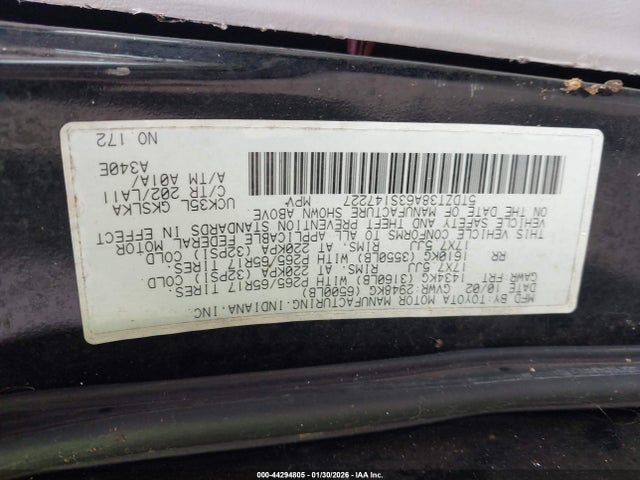 MFD.BY:TOYOTA MOTOR MANUFACTURING.INDIANA.INC.
10/02 GVWR:2948KG(6500LB)
GAWR:FRT 1434KG (3160LB) P265/65R17 TIRES,
17X7 5JJ RIMS. AT 220KPA (32PSI) COLD
RR 1610KG (3550LB) WITH P265/65R17 TIRES,
17X7 5JJ RIMS. AT 220KPA (32PSI) COLD
THIS VEHICLE CONFORMS TO ALL APPLICABLE FEDERAL MOTOR
VEHICLE SAFETY AND THEFT PREVENTION STANDARDS IN EFFECT
ON THE DATE OF MANUFACTURE SHOWN ABOVE.
5TDZT38A63S147227 MPV
UCK35L GKSLKA
C/TR 202/LA11
A/TM A01A/
A340E
NO.172
000-44294805 - 01/30/2026 - IAA Inc.